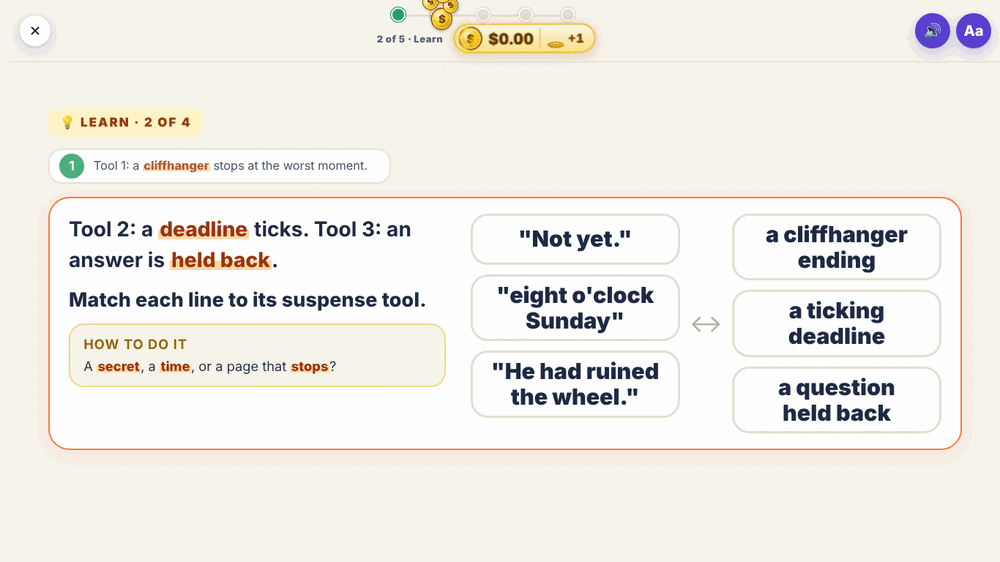 2 of 5 · Learn
$0.00
+1
Aa
LEARN · 2 OF 4
1 Tool 1: a cliffhanger stops at the worst moment.
Tool 2: a deadline ticks. Tool 3: an
answer is held back.
Match each line to its suspense tool.
HOW TO DO IT
A secret, a time, or a page that stops?
"Not yet."
"eight o'clock
Sunday"
"He had ruined
the wheel."
a cliffhanger
ending
a ticking
deadline
a question
held back